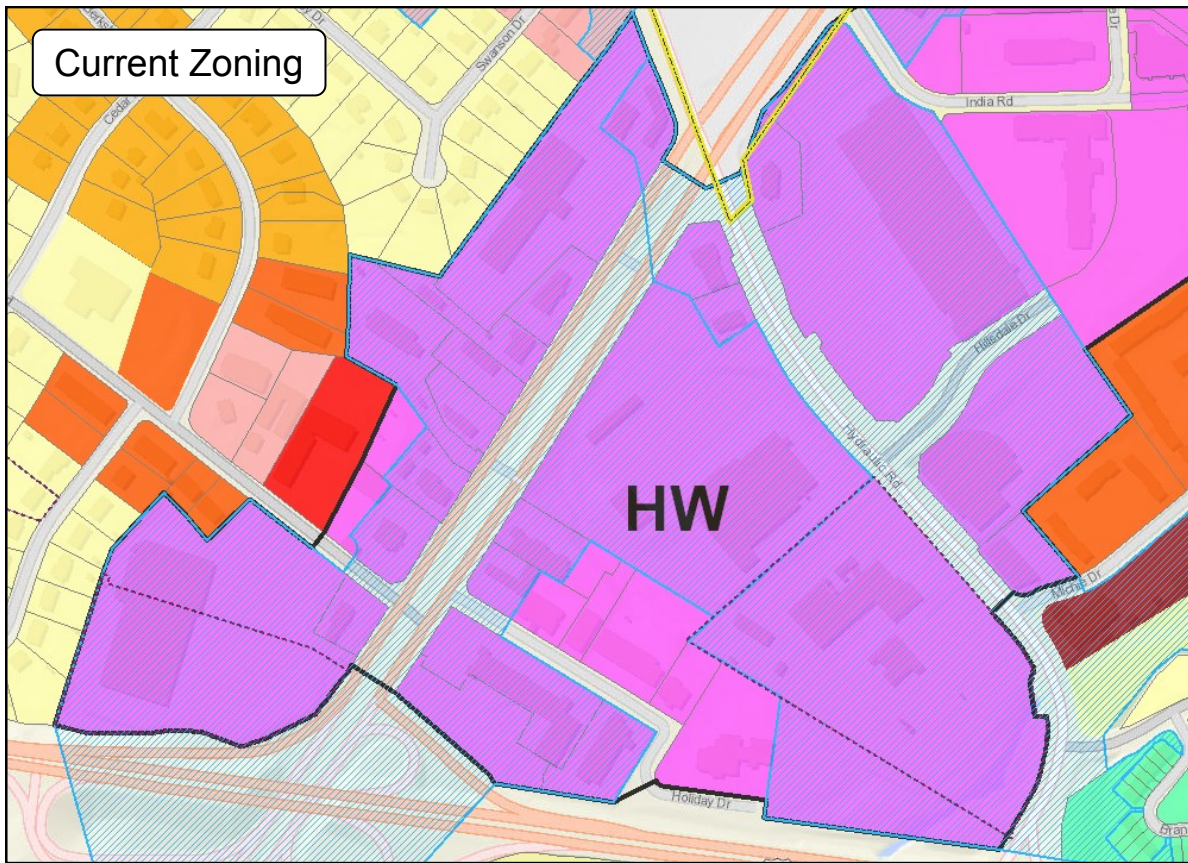 Current Zoning
Swanson Dr
Cedar
India Rd
Hillsdale Dr
Hydraulic Rd
HW
Michie Dr
Holiday Dr